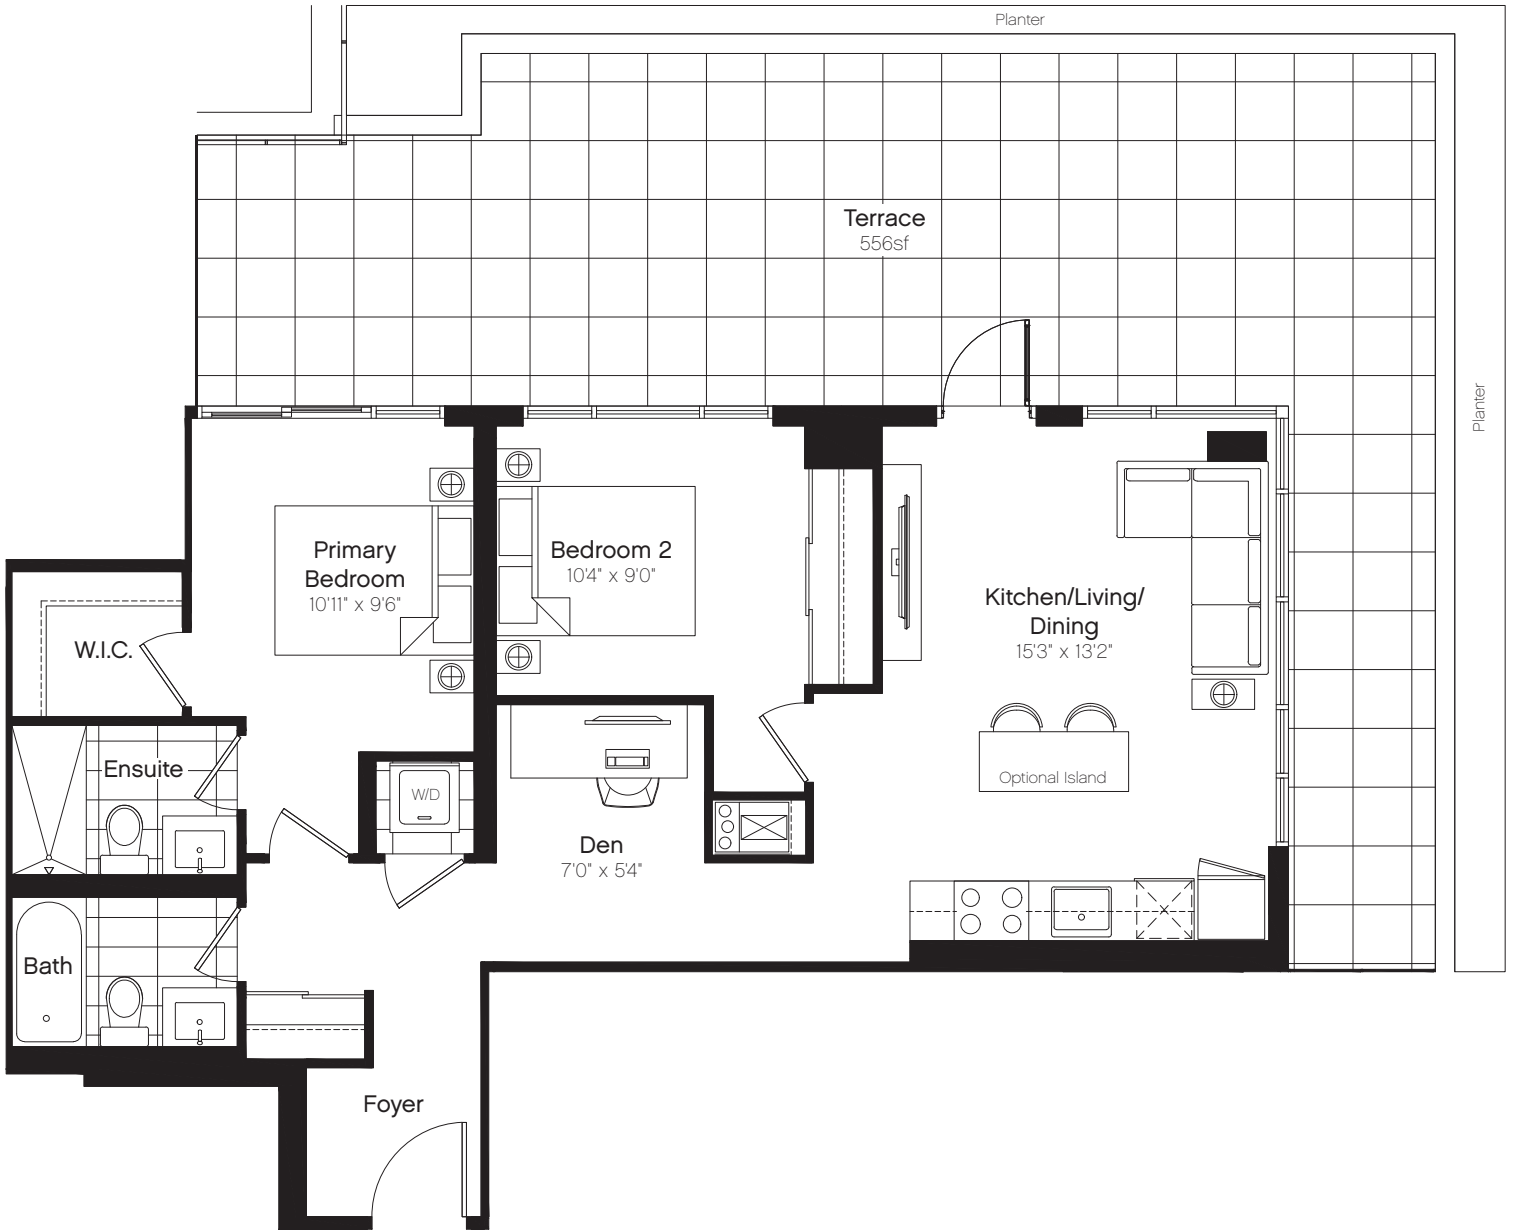 Planter
Terrace
556sf
Planter
Primary
Bedroom
10'11" x 9'6"
Bedroom 2
10'4" x 9'0"
Kitchen/Living/
Dining
15'3" x 13'2"
W.I.C.
Ensuite
W/D
Optional Island
Den
7'0" x 5'4"
Bath
Foyer